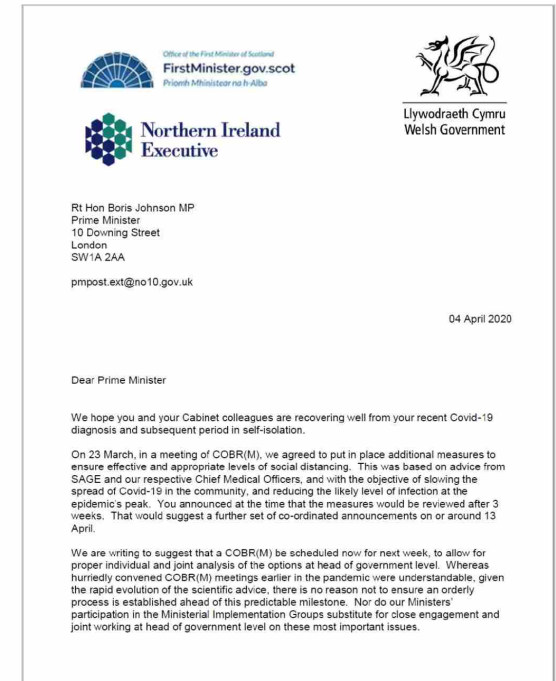 Office of the First Minister of Scotland
FirstMinister.gov.scot
Prìomh Mhinistear na h-Alba
Northern Ireland
Executive
Llywodraeth Cymru
Welsh Government
Rt Hon Boris Johnson MP
Prime Minister
10 Downing Street
London
SW1A 2AA
pmpost.ext@no10.gov.uk
04 April 2020
Dear Prime Minister
We hope you and your Cabinet colleagues are recovering well from your recent Covid-19
diagnosis and subsequent period in self-isolation.
On 23 March, in a meeting of COBR(M), we agreed to put in place additional measures to
ensure effective and appropriate levels of social distancing.  This was based on advice from
SAGE and our respective Chief Medical Officers, and with the objective of slowing the
spread of Covid-19 in the community, and reducing the likely level of infection at the
epidemic's peak.  You announced at the time that the measures would be reviewed after 3
weeks.  That would suggest a further set of co-ordinated announcements on or around 13
April.
We are writing to suggest that a COBR(M) be scheduled now for next week, to allow for
proper individual and joint analysis of the options at head of government level.  Whereas
hurriedly convened COBR(M) meetings earlier in the pandemic were understandable, given
the rapid evolution of the scientific advice, there is no reason not to ensure an orderly
process is established ahead of this predictable milestone.  Nor do our Ministers'
participation in the Ministerial Implementation Groups substitute for close engagement and
joint working at head of government level on these most important issues.